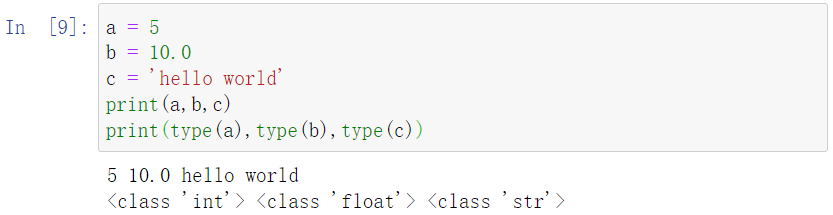 In [9]: a = 5
b = 10.0
c = 'hello world'
print(a,b,c)
print(type(a),type(b),type(c))
5 10.0 hello world
<class 'int'> <class 'float'> <class 'str'>